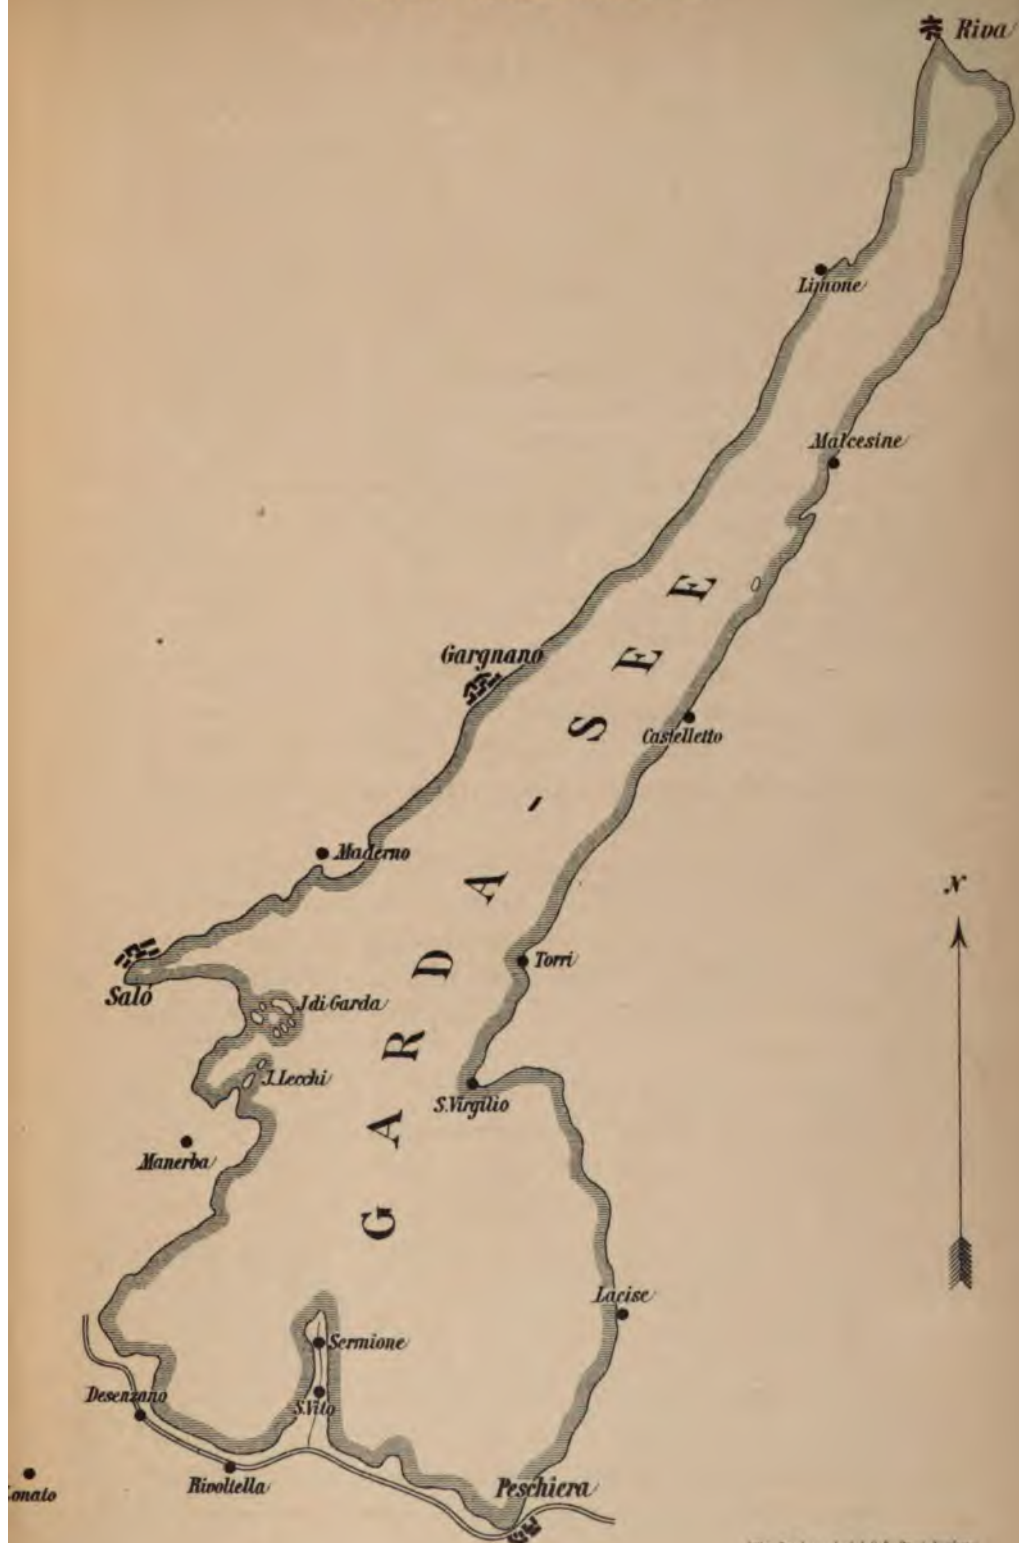 Riva
Limone
Malcesine
Gargnano
Castelletto
Maderno
GARDA-SEE
N
Torri
Salò
J di Garda
J. Lecchi
S. Virgilio
Manerba
Lacise
Sermione
Desenzano
S. Vito
Rivoltella
Peschiera
onato